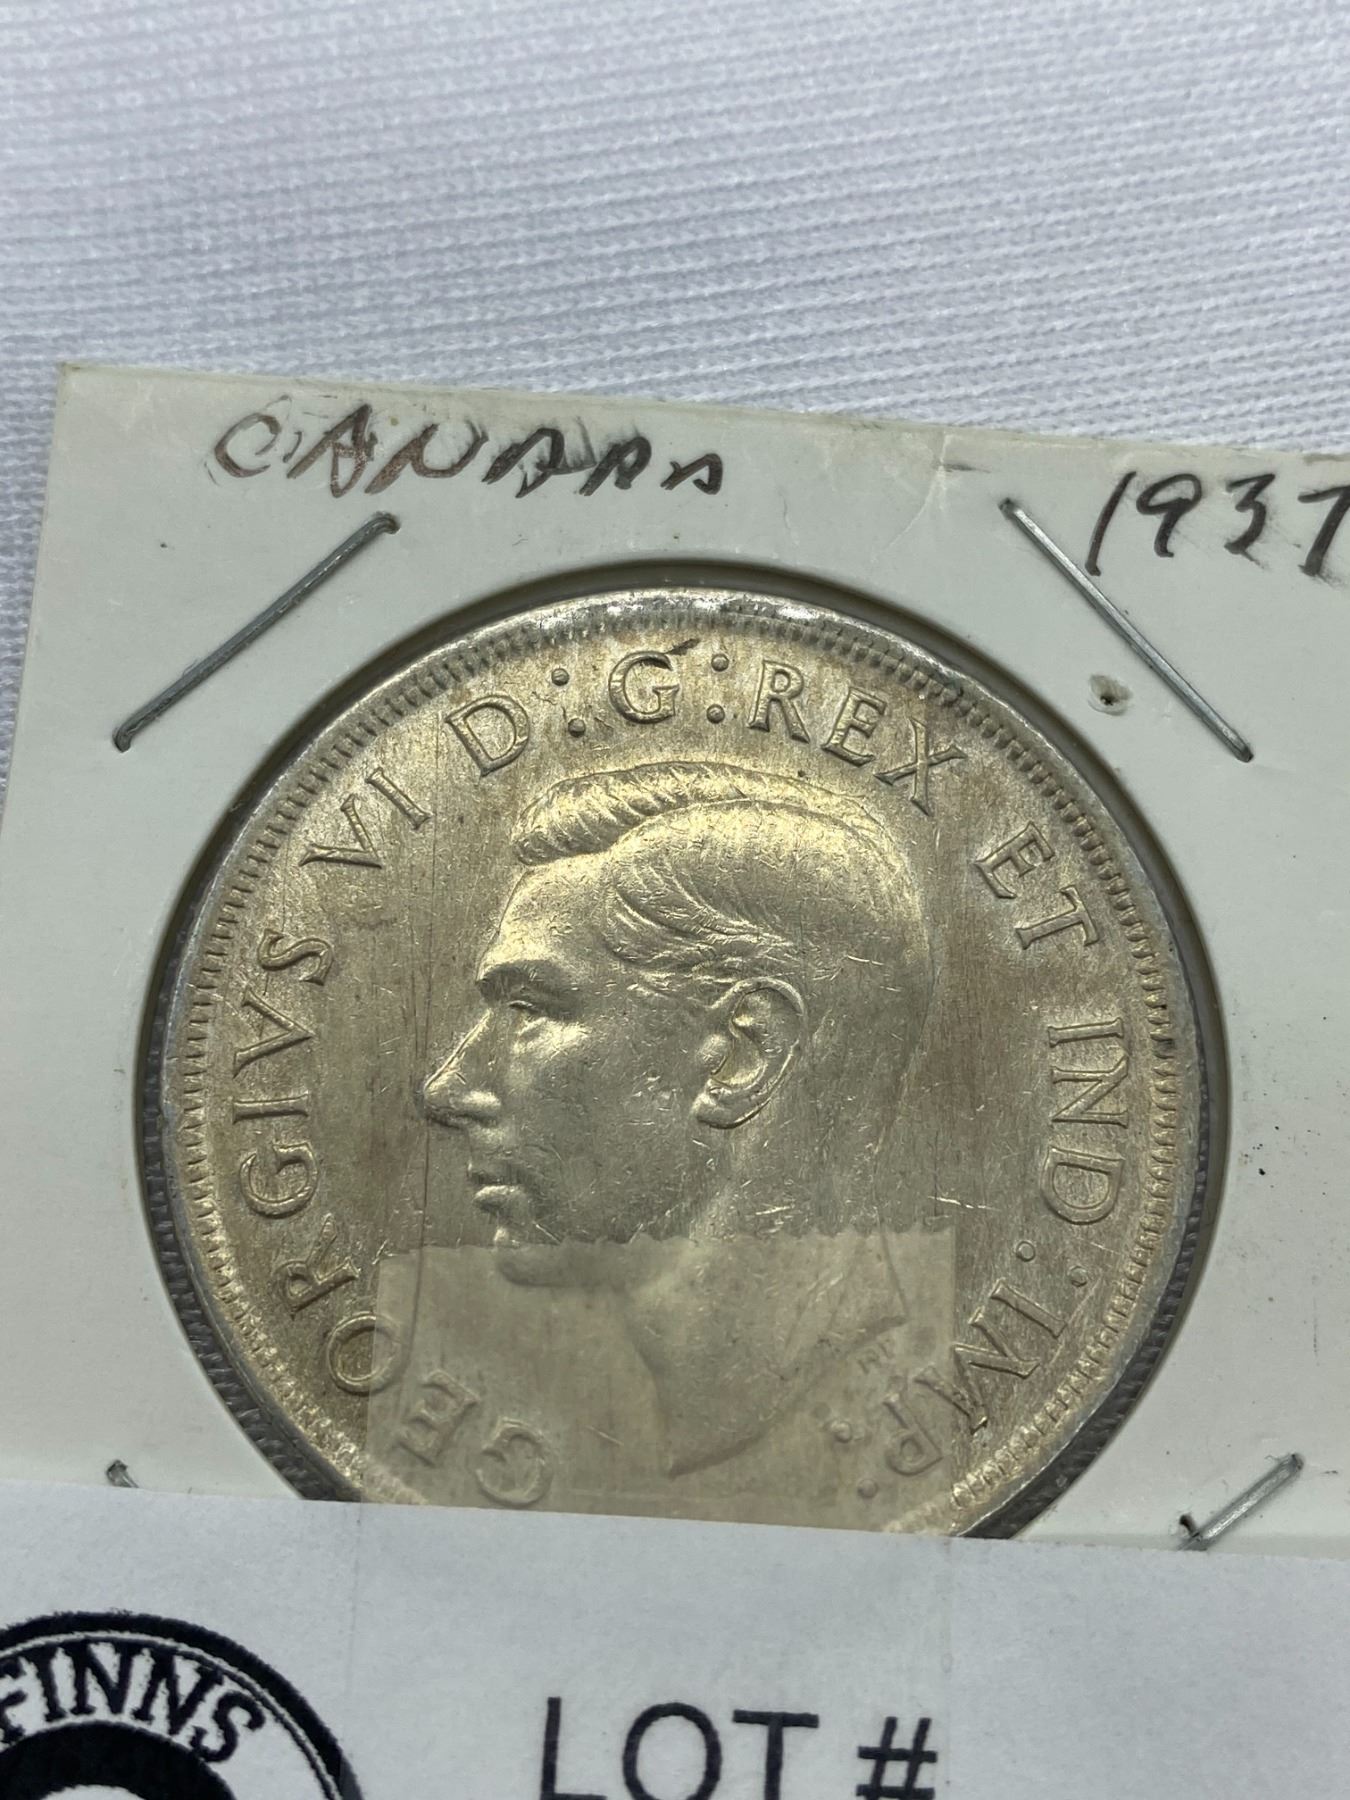 CANADA 1937
GEORGIVS VI D:G:REX ET IND:IMP:
FINNS
LOT #